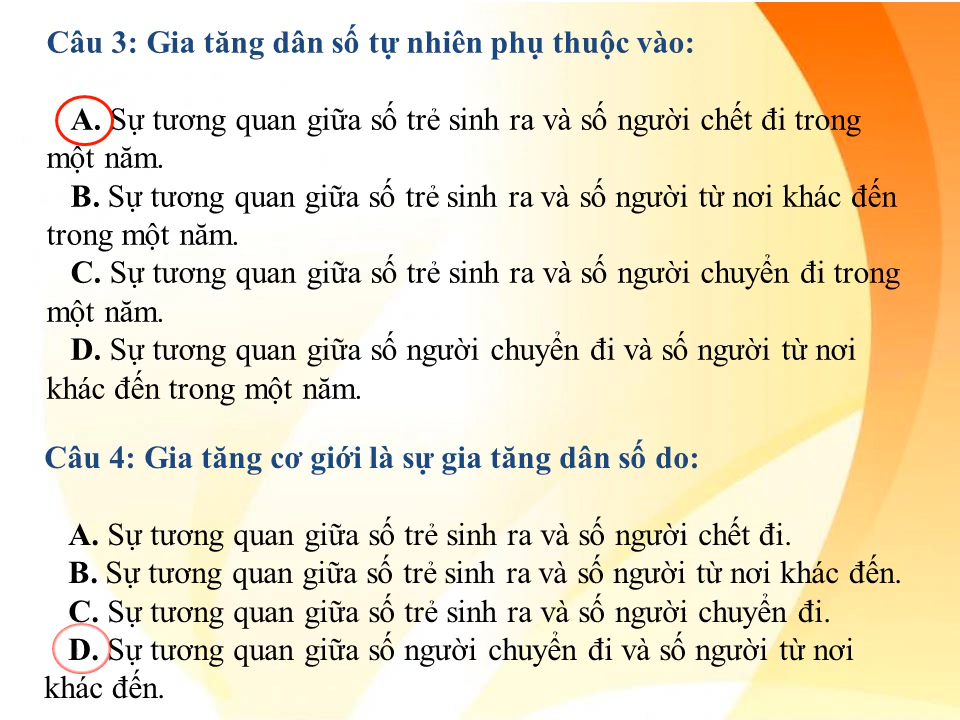 Câu 3: Gia tăng dân số tự nhiên phụ thuộc vào:
A. Sự tương quan giữa số trẻ sinh ra và số người chết đi trong
một năm.
B. Sự tương quan giữa số trẻ sinh ra và số người từ nơi khác đến
trong một năm.
C. Sự tương quan giữa số trẻ sinh ra và số người chuyển đi trong
một năm.
D. Sự tương quan giữa số người chuyển đi và số người từ nơi
khác đến trong một năm.
Câu 4: Gia tăng cơ giới là sự gia tăng dân số do:
A. Sự tương quan giữa số trẻ sinh ra và số người chết đi.
B. Sự tương quan giữa số trẻ sinh ra và số người từ nơi khác đến.
C. Sự tương quan giữa số trẻ sinh ra và số người chuyển đi.
D. Sự tương quan giữa số người chuyển đi và số người từ nơi
khác đến.